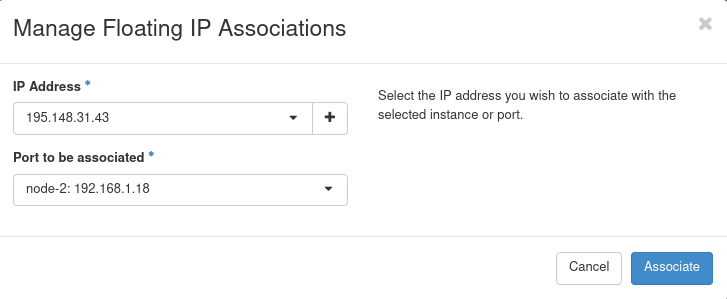 Manage Floating IP Associations
IP Address *
195.148.31.43
Port to be associated *
node-2: 192.168.1.18
Select the IP address you wish to associate with the
selected instance or port.
Cancel
Associate